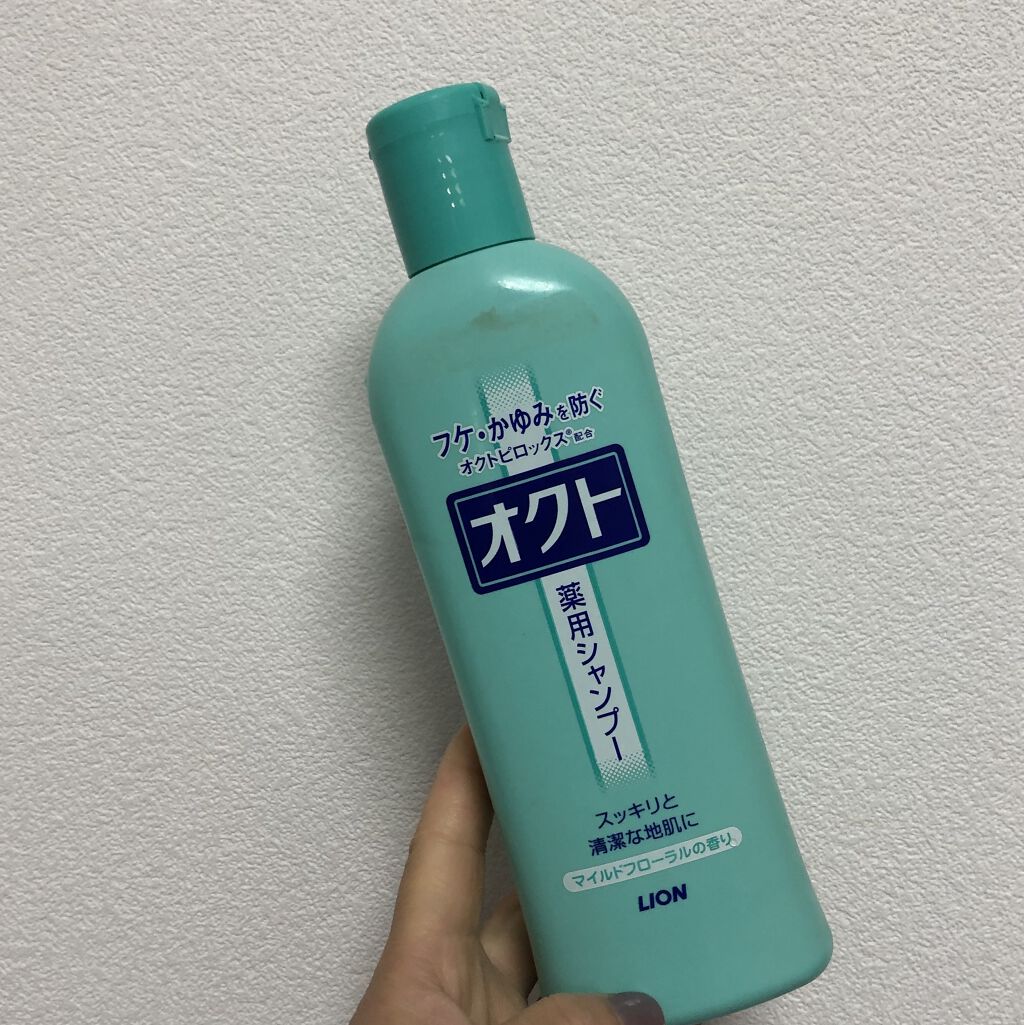 フケ・かゆみを防ぐ
オクトピロックス®配合
オクト
薬用シャンプー
スッキリと
清潔な地肌に
マイルドフローラルの香り
LION